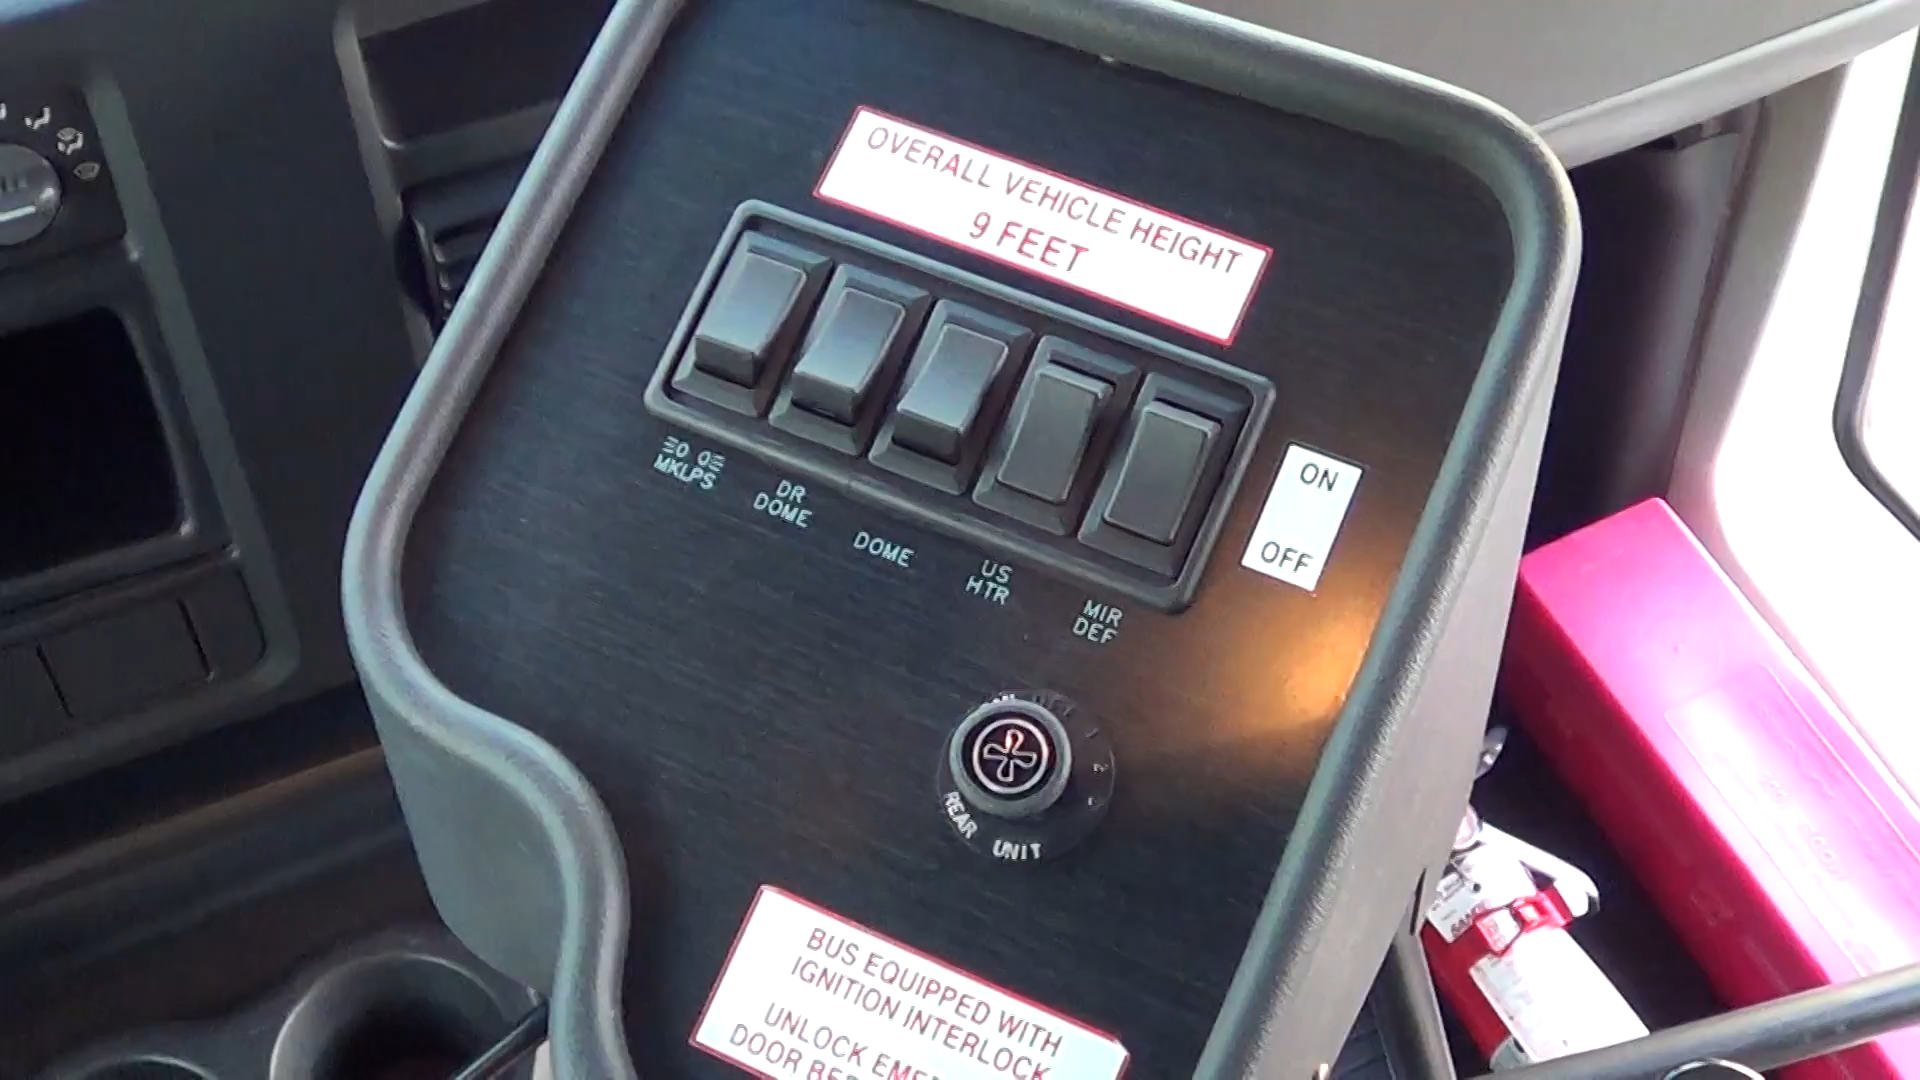 OVERALL VEHICLE HEIGHT
9 FEET
MKLPS
DR
DOME
DOME
US
HTR
MIR
DEF
ON
OFF
REAR UNIT
BUS EQUIPPED WITH
IGNITION INTERLOCK
UNLOCK
DOOR